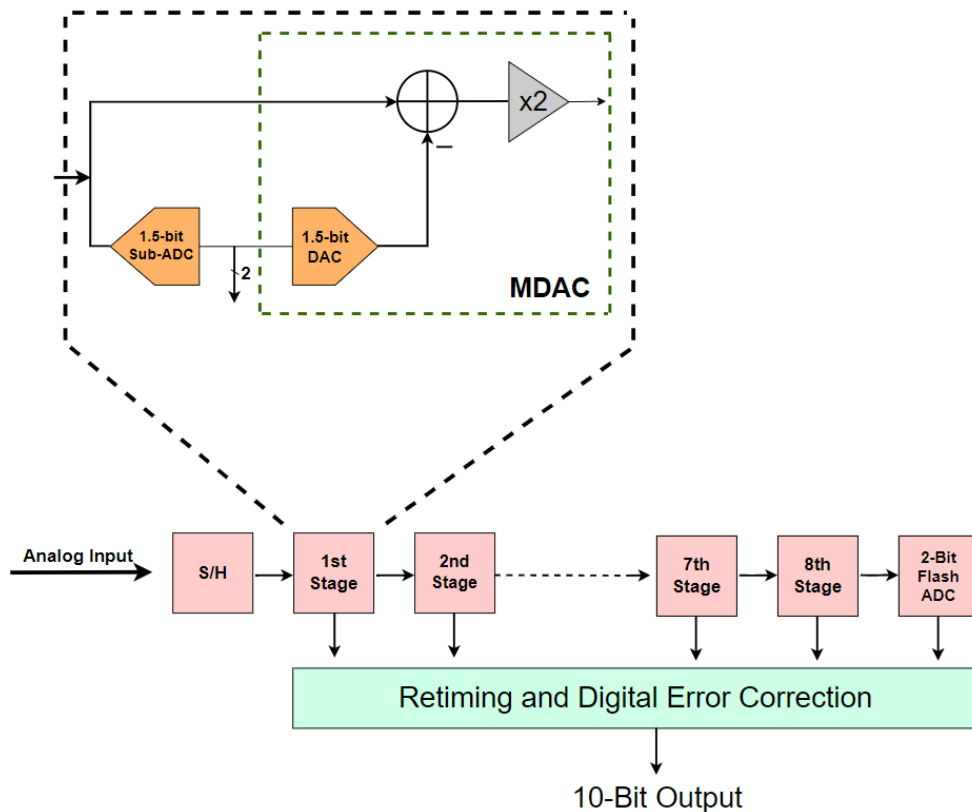 x2
1.5-bit
Sub-ADC
1.5-bit
DAC
2
MDAC
Analog Input
S/H
1st
Stage
2nd
Stage
7th
Stage
8th
Stage
2-Bit
Flash
ADC
Retiming and Digital Error Correction
10-Bit Output